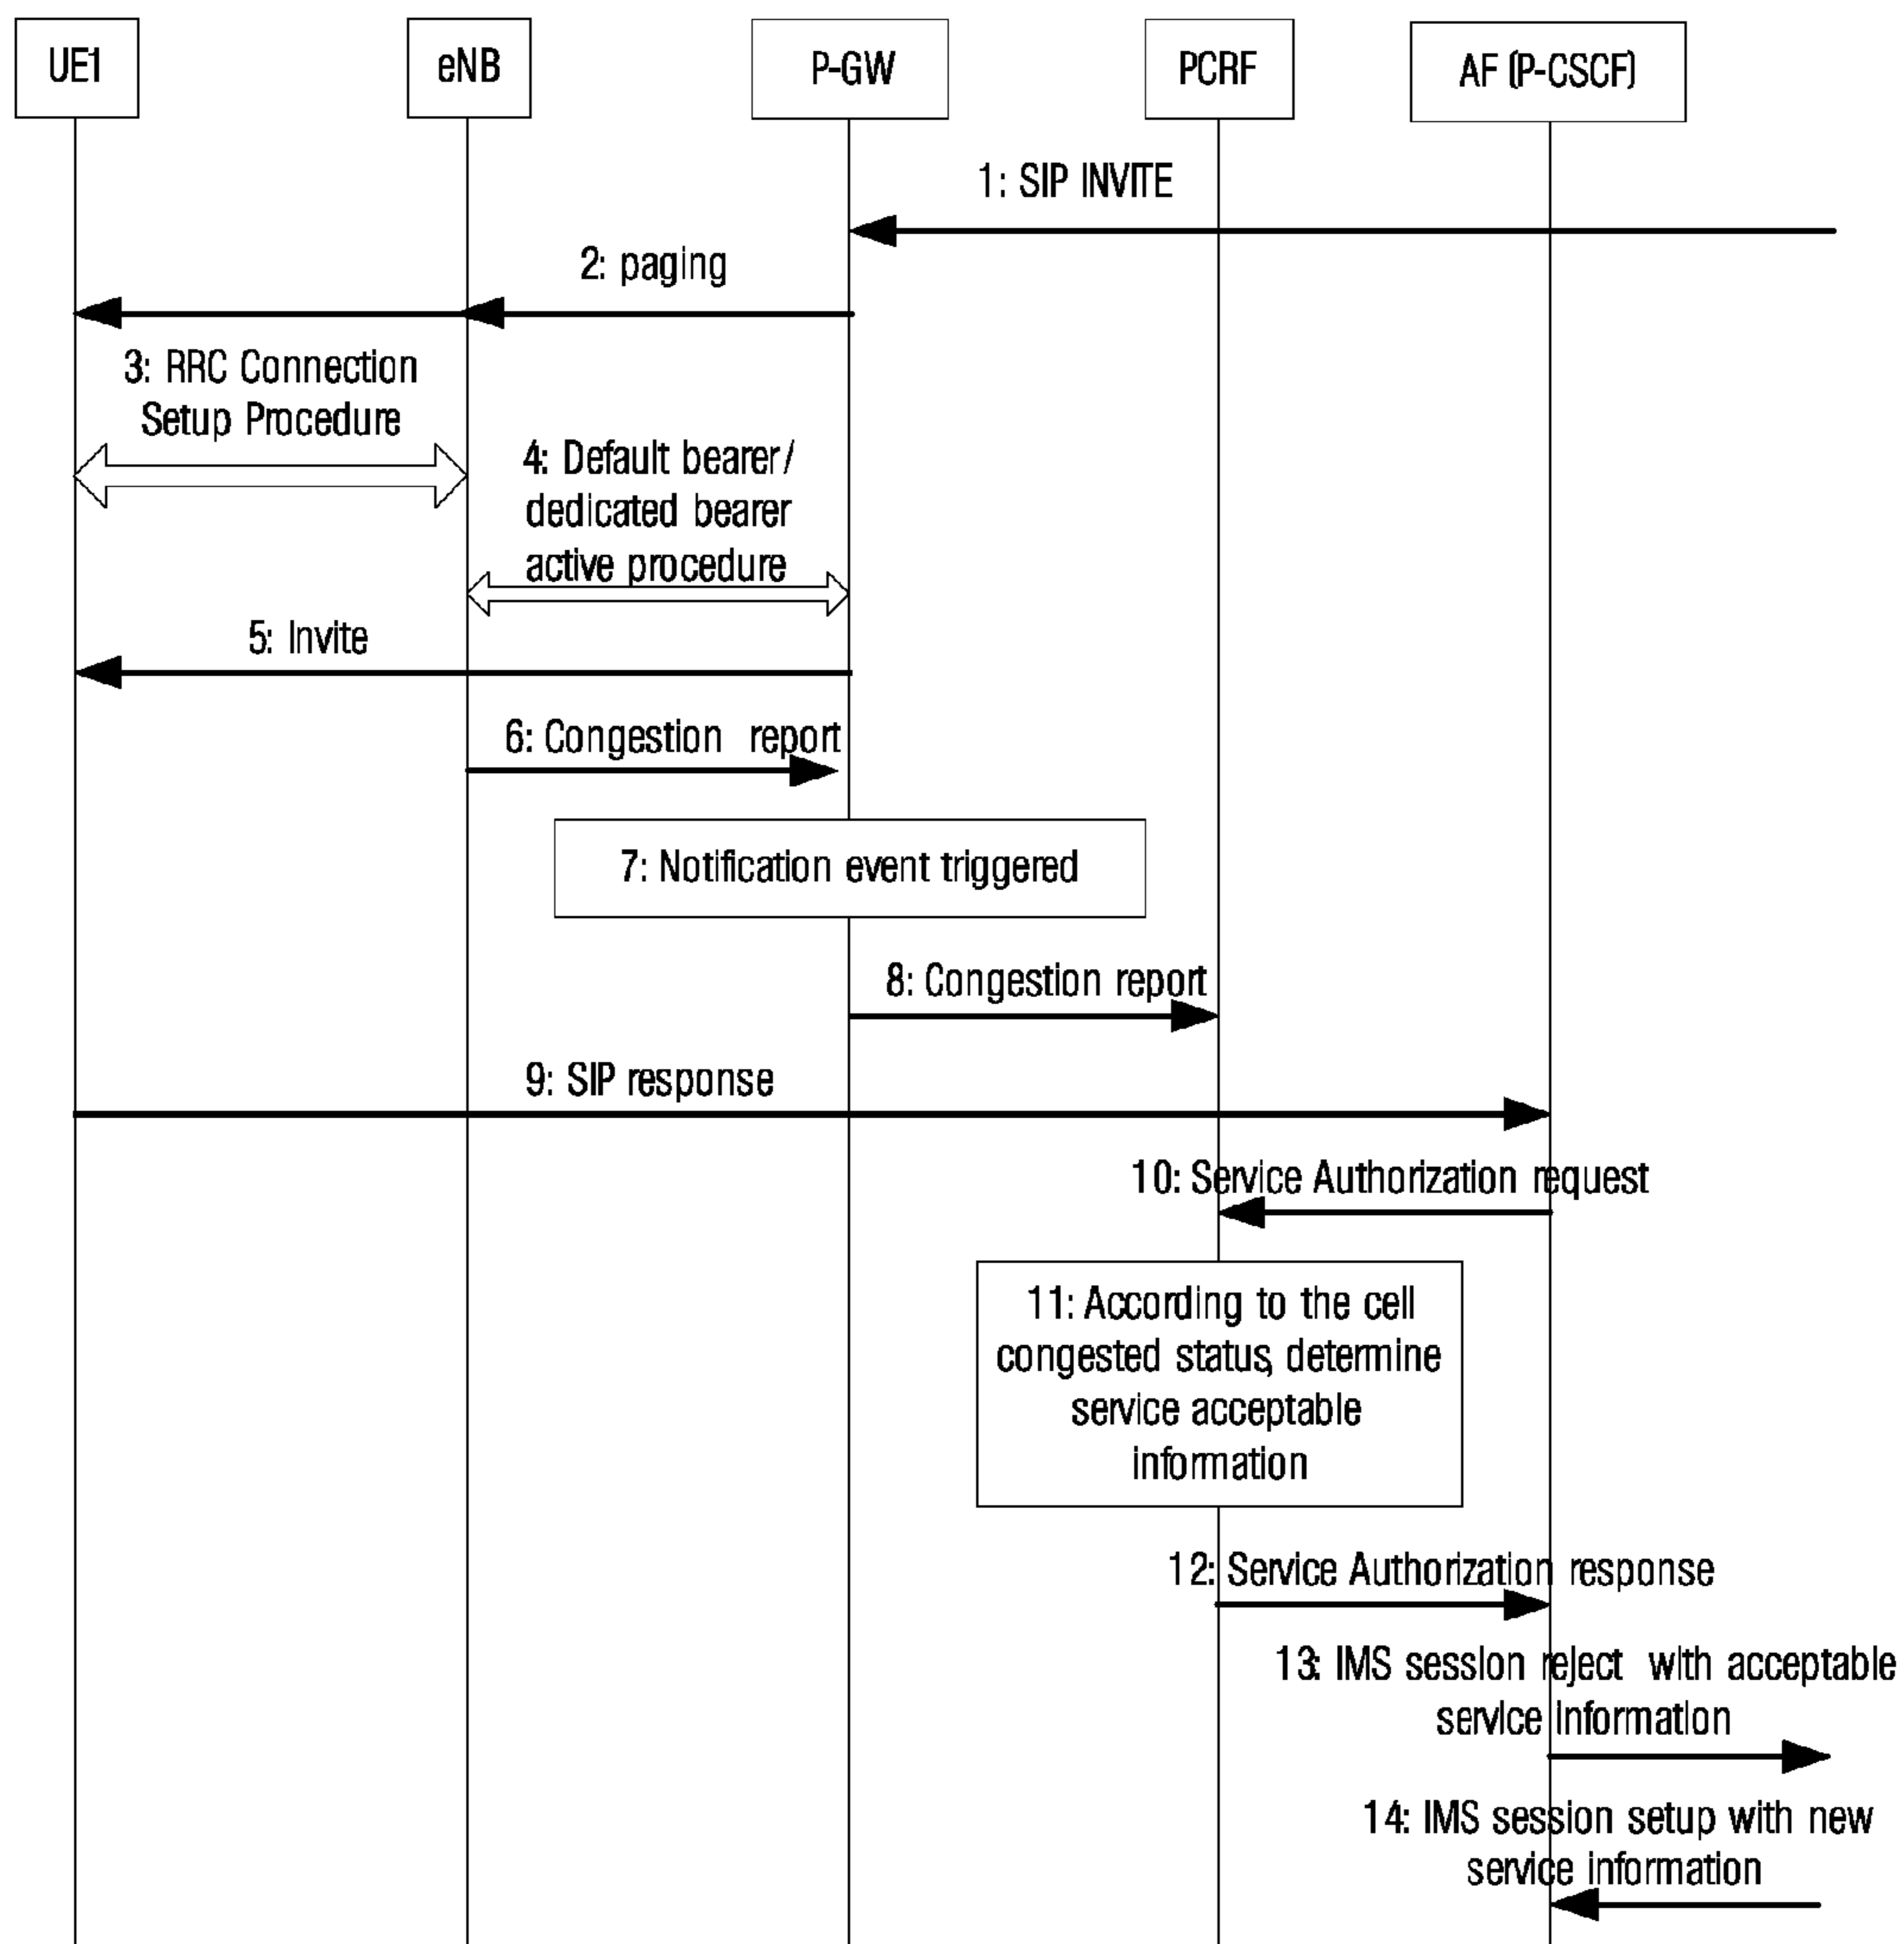 UE1
eNB
P-GW
PCRF
AF (P-CSCF)
1: SIP INVITE
2: paging
3: RRC Connection
Setup Procedure
4: Default bearer/
dedicated bearer
active procedure
5: Invite
6: Congestion report
7: Notification event triggered
8: Congestion report
9: SIP response
10: Service Authorization request
11: According to the cell
congested status, determine
service acceptable
information
12: Service Authorization response
13: IMS session reject with acceptable
service information
14: IMS session setup with new
service information